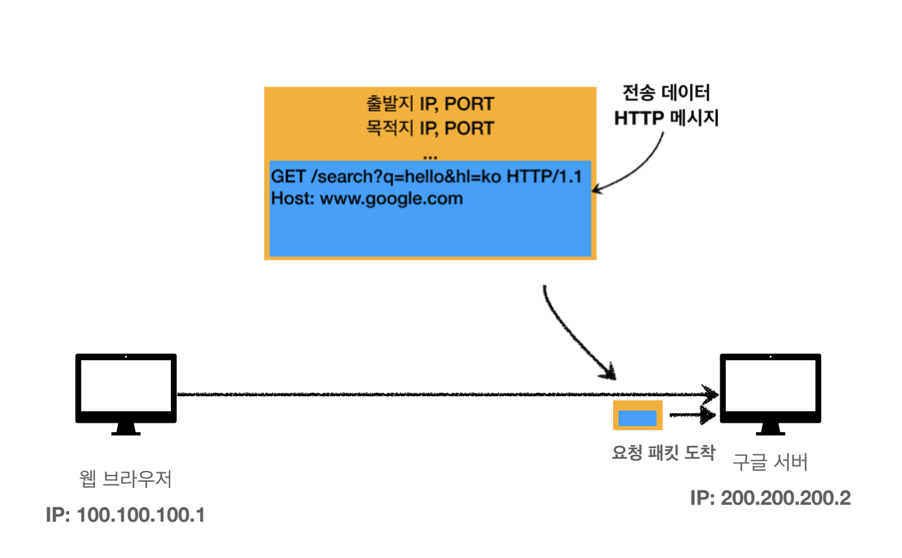 전송 데이터
HTTP 메시지
출발지 IP, PORT
목적지 IP, PORT
...
GET /search?q=hello&hl=ko HTTP/1.1
Host: www.google.com
요청 패킷 도착
웹 브라우저
IP: 100.100.100.1
구글 서버
IP: 200.200.200.2